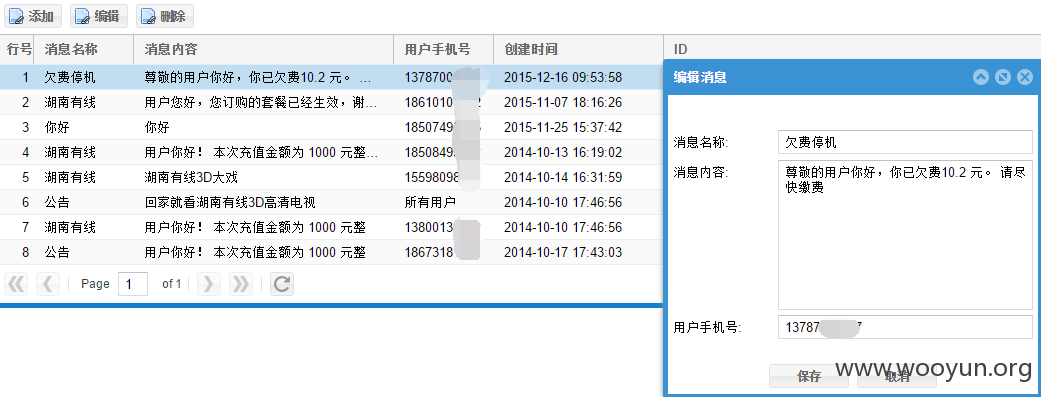 添加 编辑 删除
行号 消息名称 消息内容 用户手机号 创建时间 ID
1 欠费停机 尊敬的用户你好，你已欠费10.2 元。 ... 1378700 2015-12-16 09:53:58
2 湖南有线 用户您好，您订购的套餐已经生效，谢... 1861010 2 2015-11-07 18:16:26
3 你好 你好 1850749 2015-11-25 15:37:42
4 湖南有线 用户你好！ 本次充值金额为 1000 元整... 185084 2014-10-13 16:19:02
5 湖南有线 湖南有线3D大戏 15598098 2014-10-14 16:31:59
6 公告 回家就看湖南有线3D高清电视 所有用户 2014-10-10 17:46:56
7 湖南有线 用户你好！ 本次充值金额为 1000 元整 1380013 2014-10-10 17:46:56
8 公告 用户你好！ 本次充值金额为 1000 元整 1867318 2014-10-17 17:43:03
Page 1 of 1
编辑消息
消息名称: 欠费停机
消息内容: 尊敬的用户你好，你已欠费10.2 元。 请尽
快缴费
用户手机号: 13787 7
保存 取消
www.wooyun.org